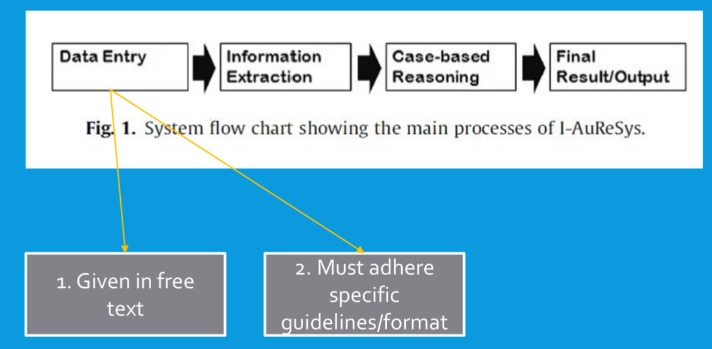 Data Entry
Information
Extraction
Case-based
Reasoning
Final
Result/Output
Fig. 1. System flow chart showing the main processes of I-AuReSys.
1. Given in free
text
2. Must adhere
specific
guidelines/format